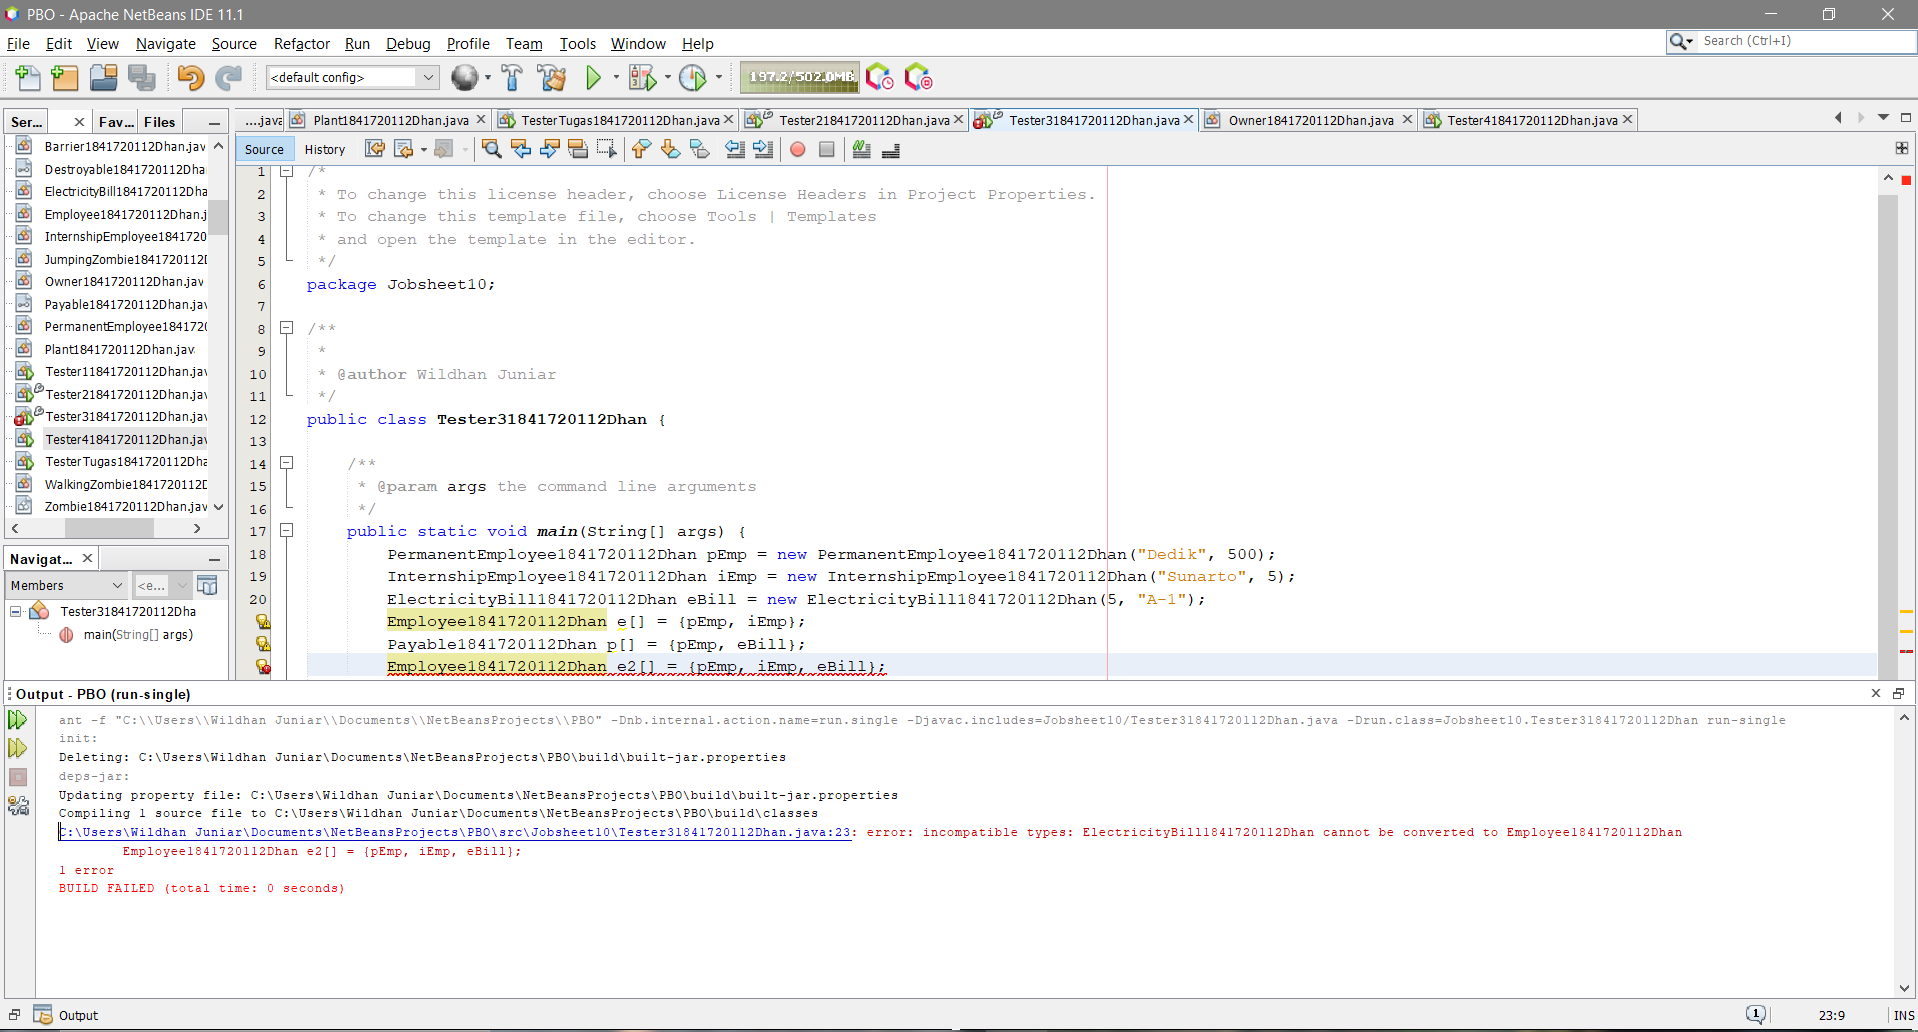 PBO - Apache NetBeans IDE 11.1
File Edit View Navigate Source Refactor Run Debug Profile Team Tools Window Help
Search (Ctrl+I)
<default config>
197.2/502.0MB
Ser... Fav... Files
....java Plant1841720112Dhan.java TesterTugas1841720112Dhan.java Tester21841720112Dhan.java Tester31841720112Dhan.java Owner1841720112Dhan.java Tester41841720112Dhan.java
Source History
Barrier1841720112Dhan.jav
Destroyable1841720112Dhar
ElectricityBill1841720112Dha
Employee1841720112Dhan.j
InternshipEmployee1841720
JumpingZombie1841720112D
Owner1841720112Dhan.jav
Payable1841720112Dhan.jav
PermanentEmployee184172(
Plant1841720112Dhan.jav
Tester11841720112Dhan.jav
Tester21841720112Dhan.jav
Tester31841720112Dhan.jav
Tester41841720112Dhan.jav
TesterTugas1841720112Dha
WalkingZombie1841720112D
Zombie1841720112Dhan.jav
Navigat...
Members <e...
Tester31841720112Dha
main(String[] args)
1 /*
2 * To change this license header, choose License Headers in Project Properties.
3 * To change this template file, choose Tools | Templates
4 * and open the template in the editor.
5 */
6 package Jobsheet10;
7
8 /**
9 *
10 * @author Wildhan Juniar
11 */
12 public class Tester31841720112Dhan {
13
14 /**
15 * @param args the command line arguments
16 */
17 public static void main(String[] args) {
18 PermanentEmployee1841720112Dhan pEmp = new PermanentEmployee1841720112Dhan("Dedik", 500);
19 InternshipEmployee1841720112Dhan iEmp = new InternshipEmployee1841720112Dhan("Sunarto", 5);
20 ElectricityBill1841720112Dhan eBill = new ElectricityBill1841720112Dhan(5, "A-1");
Employee1841720112Dhan e[] = {pEmp, iEmp};
Payable1841720112Dhan p[] = {pEmp, eBill};
Employee1841720112Dhan e2[] = {pEmp, iEmp, eBill};
Output - PBO (run-single)
ant -f "C:\\Users\\Wildhan Juniar\\Documents\\NetBeansProjects\\PBO" -Dnb.internal.action.name=run.single -Djavac.includes=Jobsheet10/Tester31841720112Dhan.java -Drun.class=Jobsheet10.Tester31841720112Dhan run-single
init:
Deleting: C:\Users\Wildhan Juniar\Documents\NetBeansProjects\PBO\build\built-jar.properties
deps-jar:
Updating property file: C:\Users\Wildhan Juniar\Documents\NetBeansProjects\PBO\build\built-jar.properties
Compiling 1 source file to C:\Users\Wildhan Juniar\Documents\NetBeansProjects\PBO\build\classes
C:\Users\Wildhan Juniar\Documents\NetBeansProjects\PBO\src\Jobsheet10\Tester31841720112Dhan.java:23: error: incompatible types: ElectricityBill1841720112Dhan cannot be converted to Employee1841720112Dhan
Employee1841720112Dhan e2[] = {pEmp, iEmp, eBill};
1 error
BUILD FAILED (total time: 0 seconds)
Output
1
23:9
INS